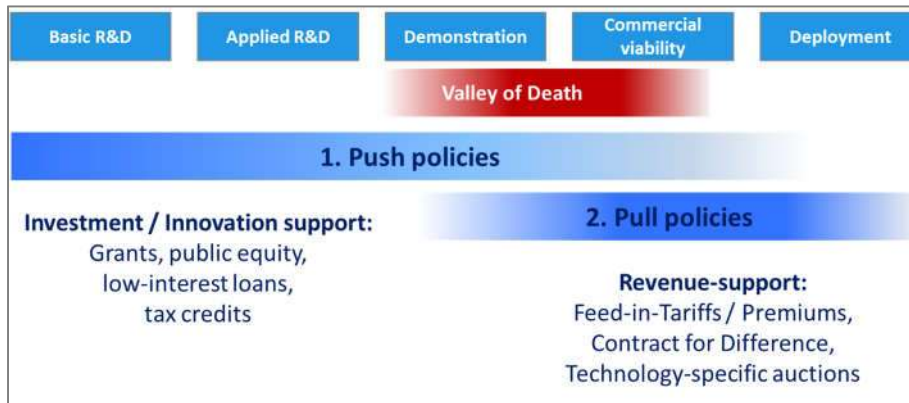 Basic R&D
Applied R&D
Demonstration
Commercial
viability
Deployment
Valley of Death
1. Push policies
2. Pull policies
Investment / Innovation support:
Grants, public equity,
low-interest loans,
tax credits
Revenue-support:
Feed-in-Tariffs / Premiums,
Contract for Difference,
Technology-specific auctions